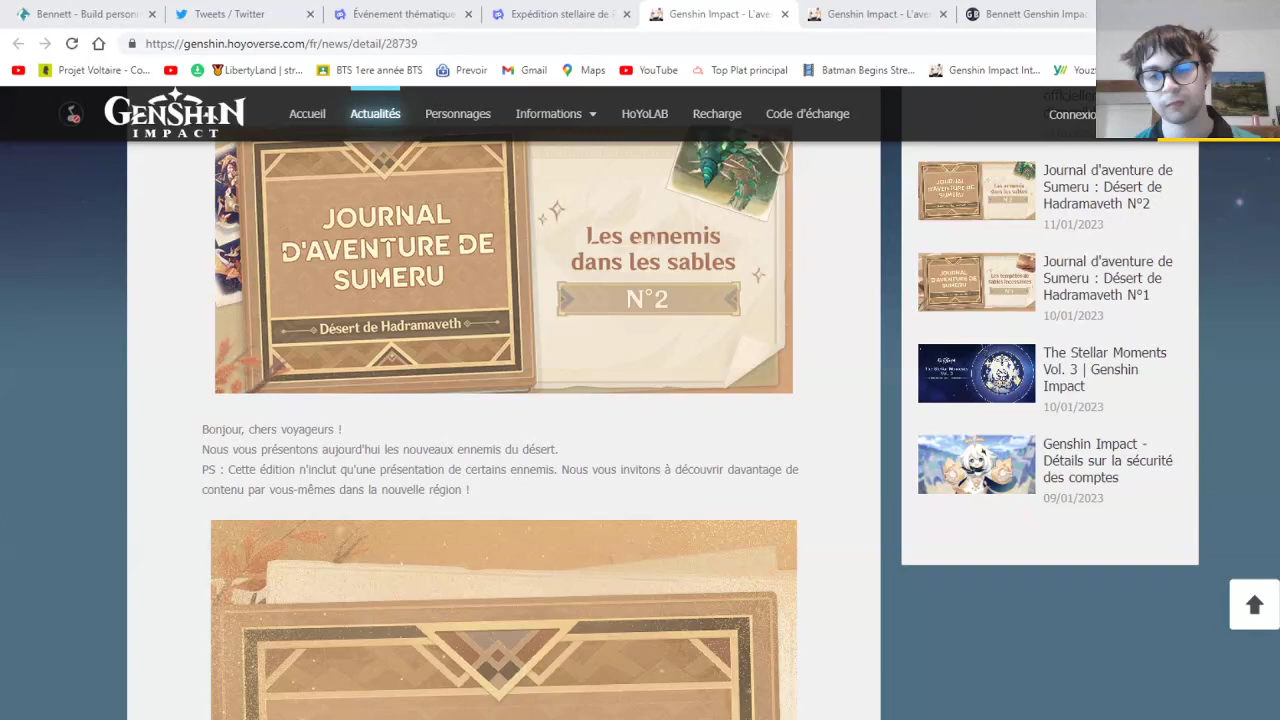 Bennett - Build person
Tweets / Twitter
Événement thématique
Expédition stellaire de
Genshin Impact - L'ave
Genshin Impact - L'ave
Bennett Genshin Impa
https://genshin.hoyoverse.com/fr/news/detail/28739
Projet Voltaire - Co...
LibertyLand | str...
BTS 1ere année BTS
Prevoir
Gmail
Maps
YouTube
Top Plat principal
Batman Begins Stre...
Genshin Impact Int...
GENSHIN
IMPACT
Accueil
Actualités
Personnages
Informations
HoYoLAB
Recharge
Code d'échange
Connexio
JOURNAL
D'AVENTURE DE
SUMERU
Désert de Hadramaveth
Les ennemis
dans les sables
N°2
Bonjour, chers voyageurs !
Nous vous présentons aujourd'hui les nouveaux ennemis du désert.
PS : Cette édition n'inclut qu'une présentation de certains ennemis. Nous vous invitons à découvrir davantage de
contenu par vous-mêmes dans la nouvelle région !
Journal d'aventure de
Sumeru : Désert de
Hadramaveth N°2
11/01/2023
Journal d'aventure de
Sumeru : Désert de
Hadramaveth N°1
10/01/2023
The Stellar Moments
Vol. 3 | Genshin
Impact
10/01/2023
Genshin Impact -
Détails sur la sécurité
des comptes
09/01/2023